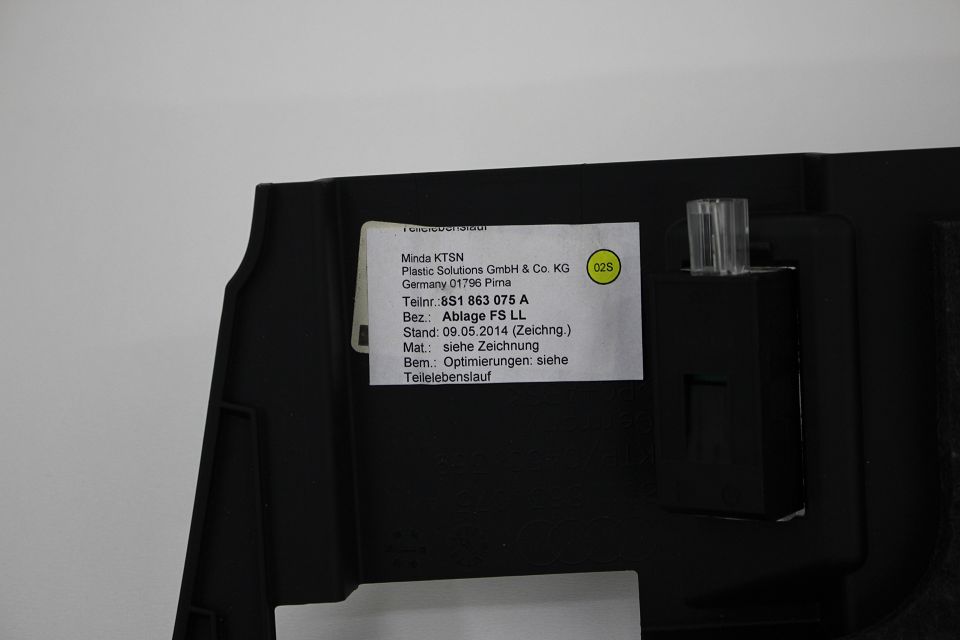 Teilelebenslauf
Minda KTSN
Plastic Solutions GmbH & Co. KG
Germany 01796 Pirna
02S
Teilnr.:8S1 863 075 A
Bez.: Ablage FS LL
Stand: 09.05.2014 (Zeichng.)
Mat.: siehe Zeichnung
Bem.: Optimierungen: siehe
Teilelebenslauf